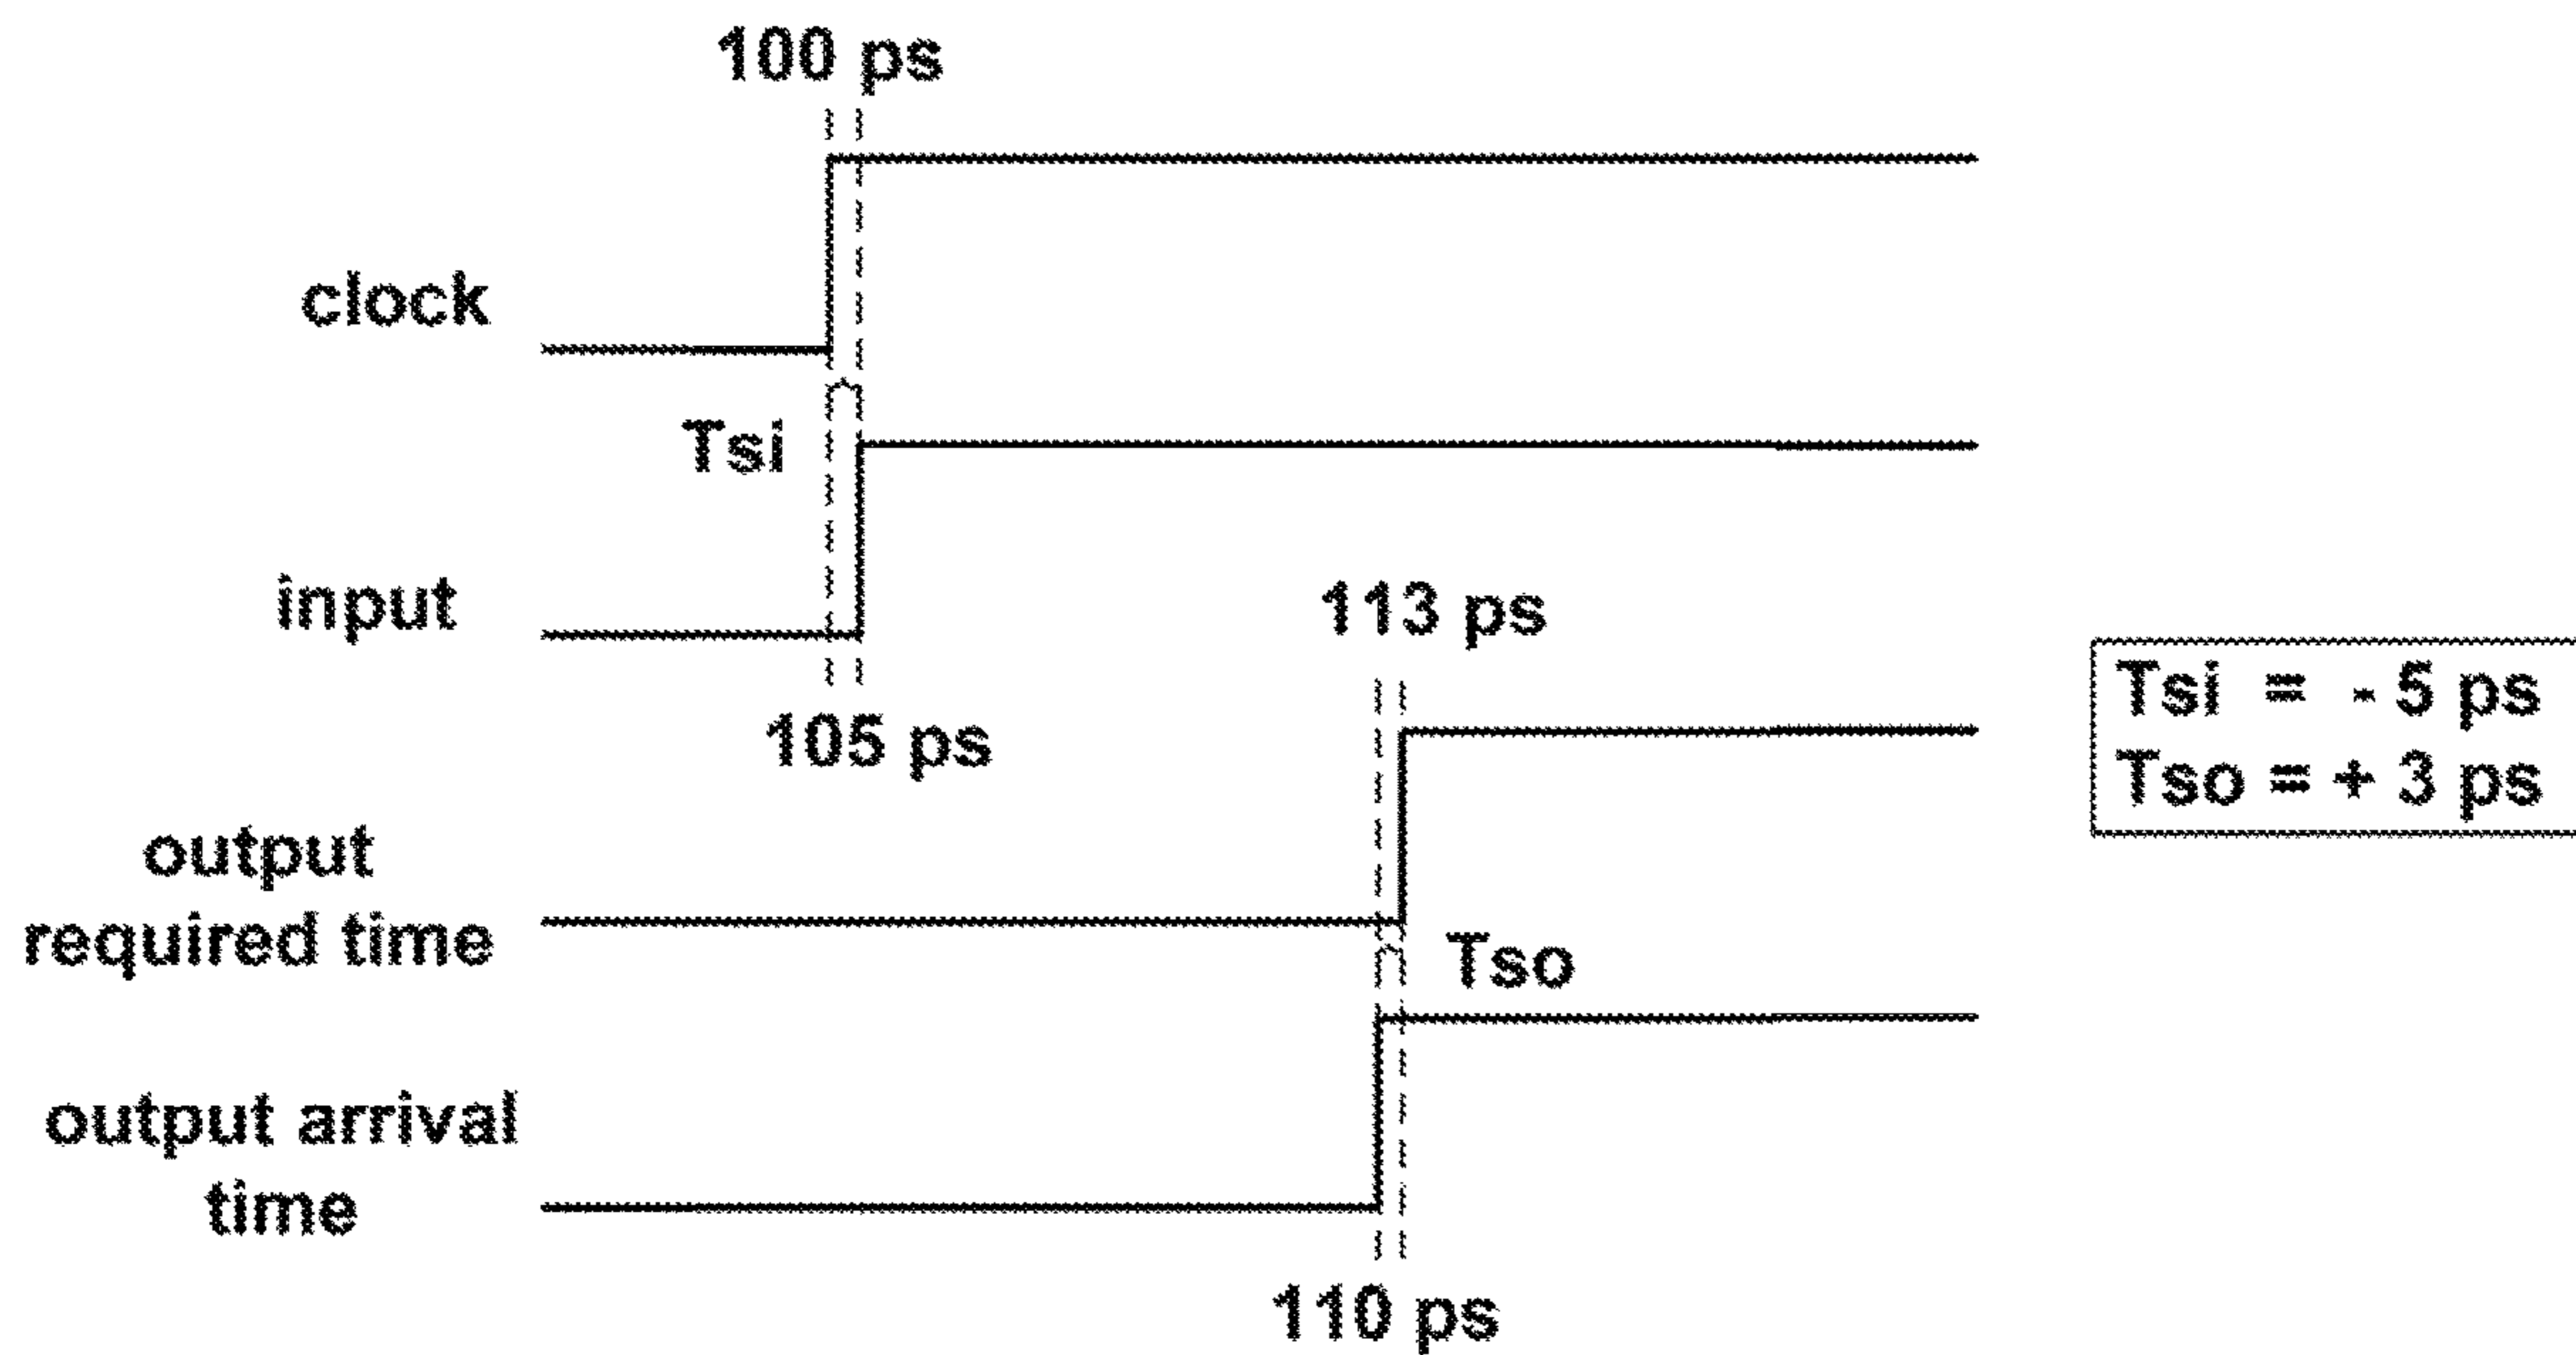 100 ps
clock
Tsi
input
105 ps
113 ps
Tsi = - 5 ps
Tso = + 3 ps
output
required time
Tso
output arrival
time
110 ps